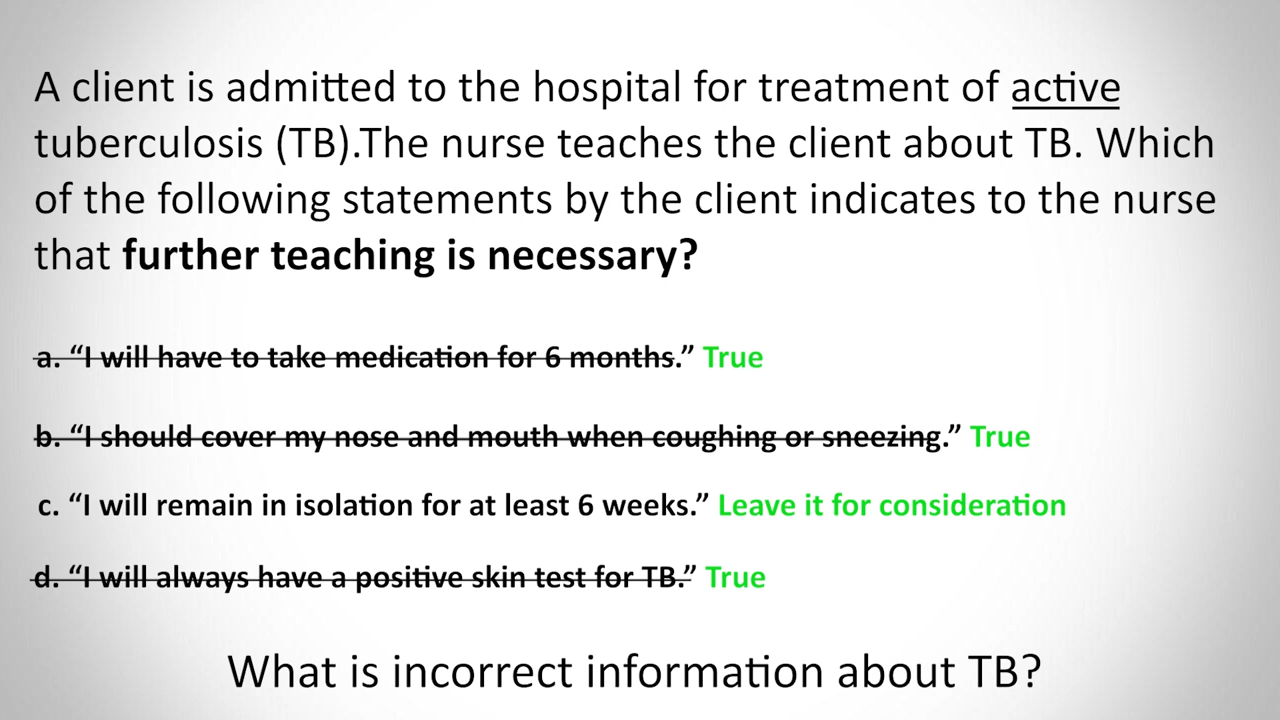 A client is admitted to the hospital for treatment of active
tuberculosis (TB).The nurse teaches the client about TB. Which
of the following statements by the client indicates to the nurse
that further teaching is necessary?
a. “I will have to take medication for 6 months.” True
b. “I should cover my nose and mouth when coughing or sneezing.” True
c. “I will remain in isolation for at least 6 weeks.” Leave it for consideration
d. “I will always have a positive skin test for TB.” True
What is incorrect information about TB?